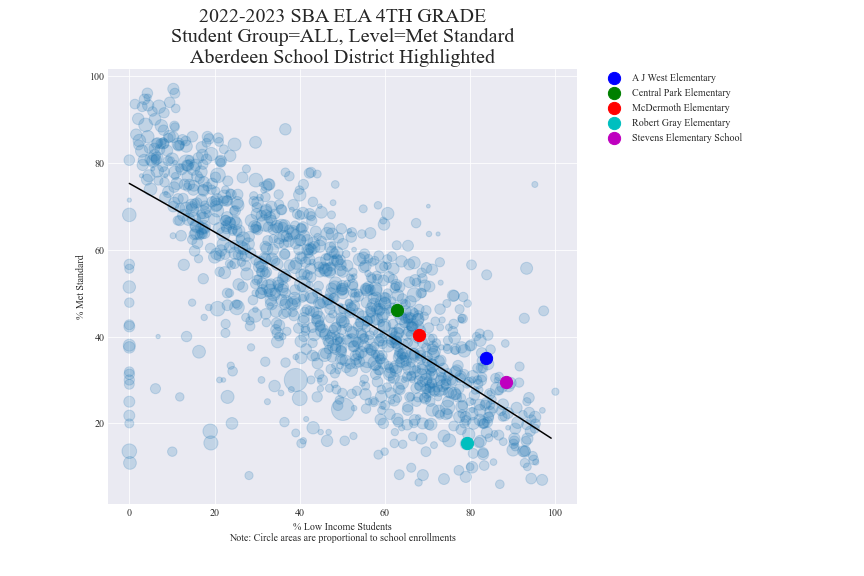 2022-2023 SBA ELA 4TH GRADE
Student Group=ALL, Level=Met Standard
Aberdeen School District Highlighted
100
80
60
40
20
% Met Standard
0 20 40 60 80 100
% Low Income Students
Note: Circle areas are proportional to school enrollments
A J West Elementary
Central Park Elementary
McDermoth Elementary
Robert Gray Elementary
Stevens Elementary School